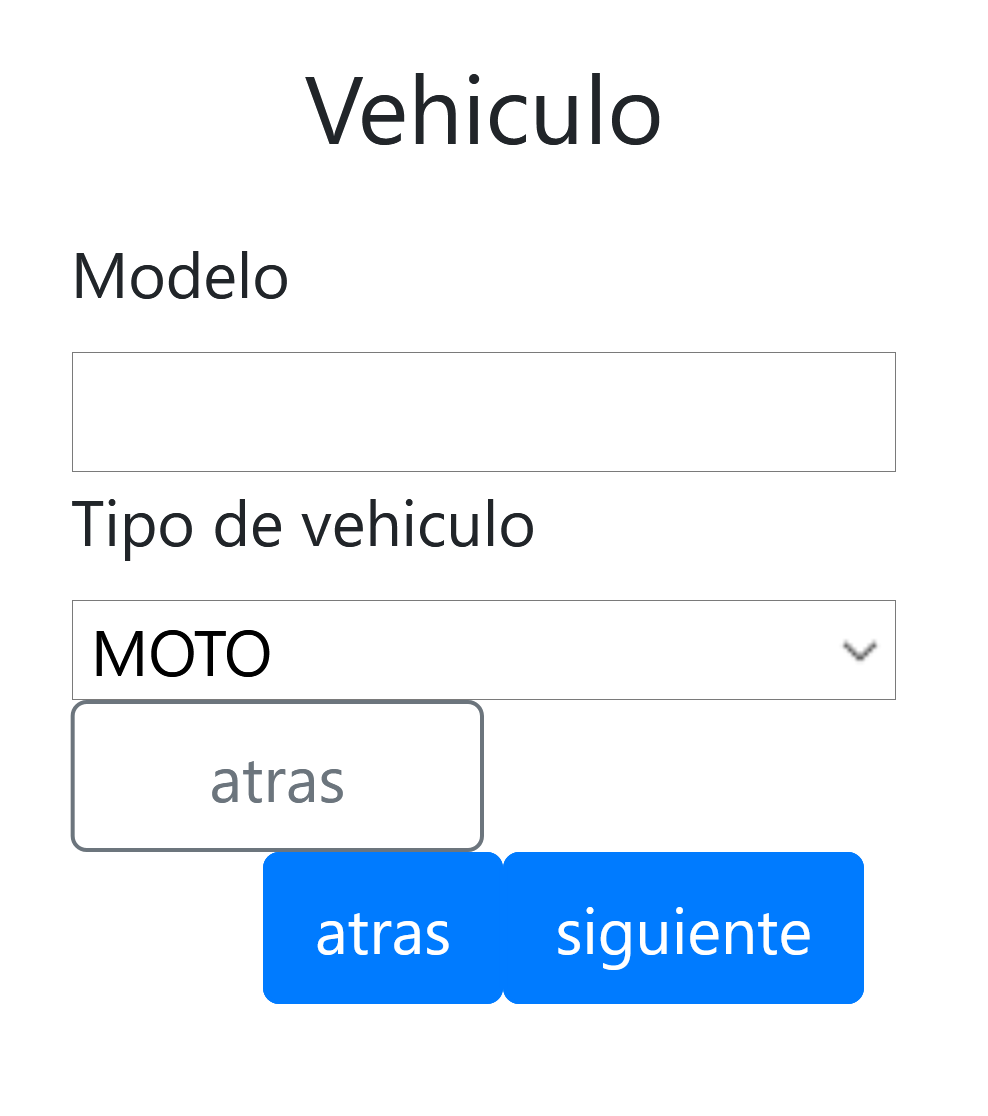 Vehiculo
Modelo
Tipo de vehiculo
MOTO
atras
atras siguiente